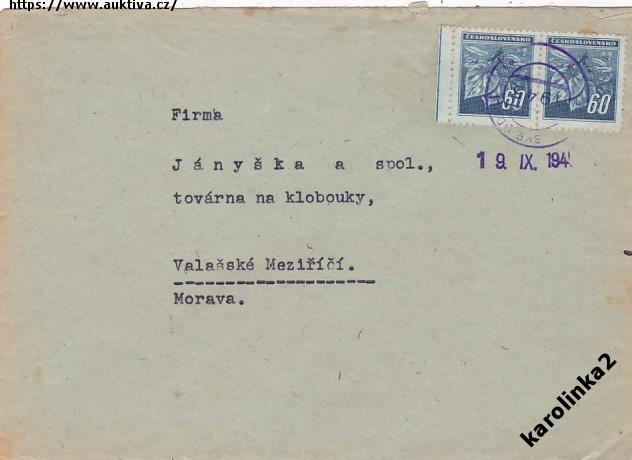 https://www.auktiva.cz/
ČESKOSLOVENSKO ČESKOSLOVENSKO
60 60
Firma
Jányška a spol.,
19. IX. 194
továrna na klobouky,
Valašské Meziříčí.
Morava.
karolinka2